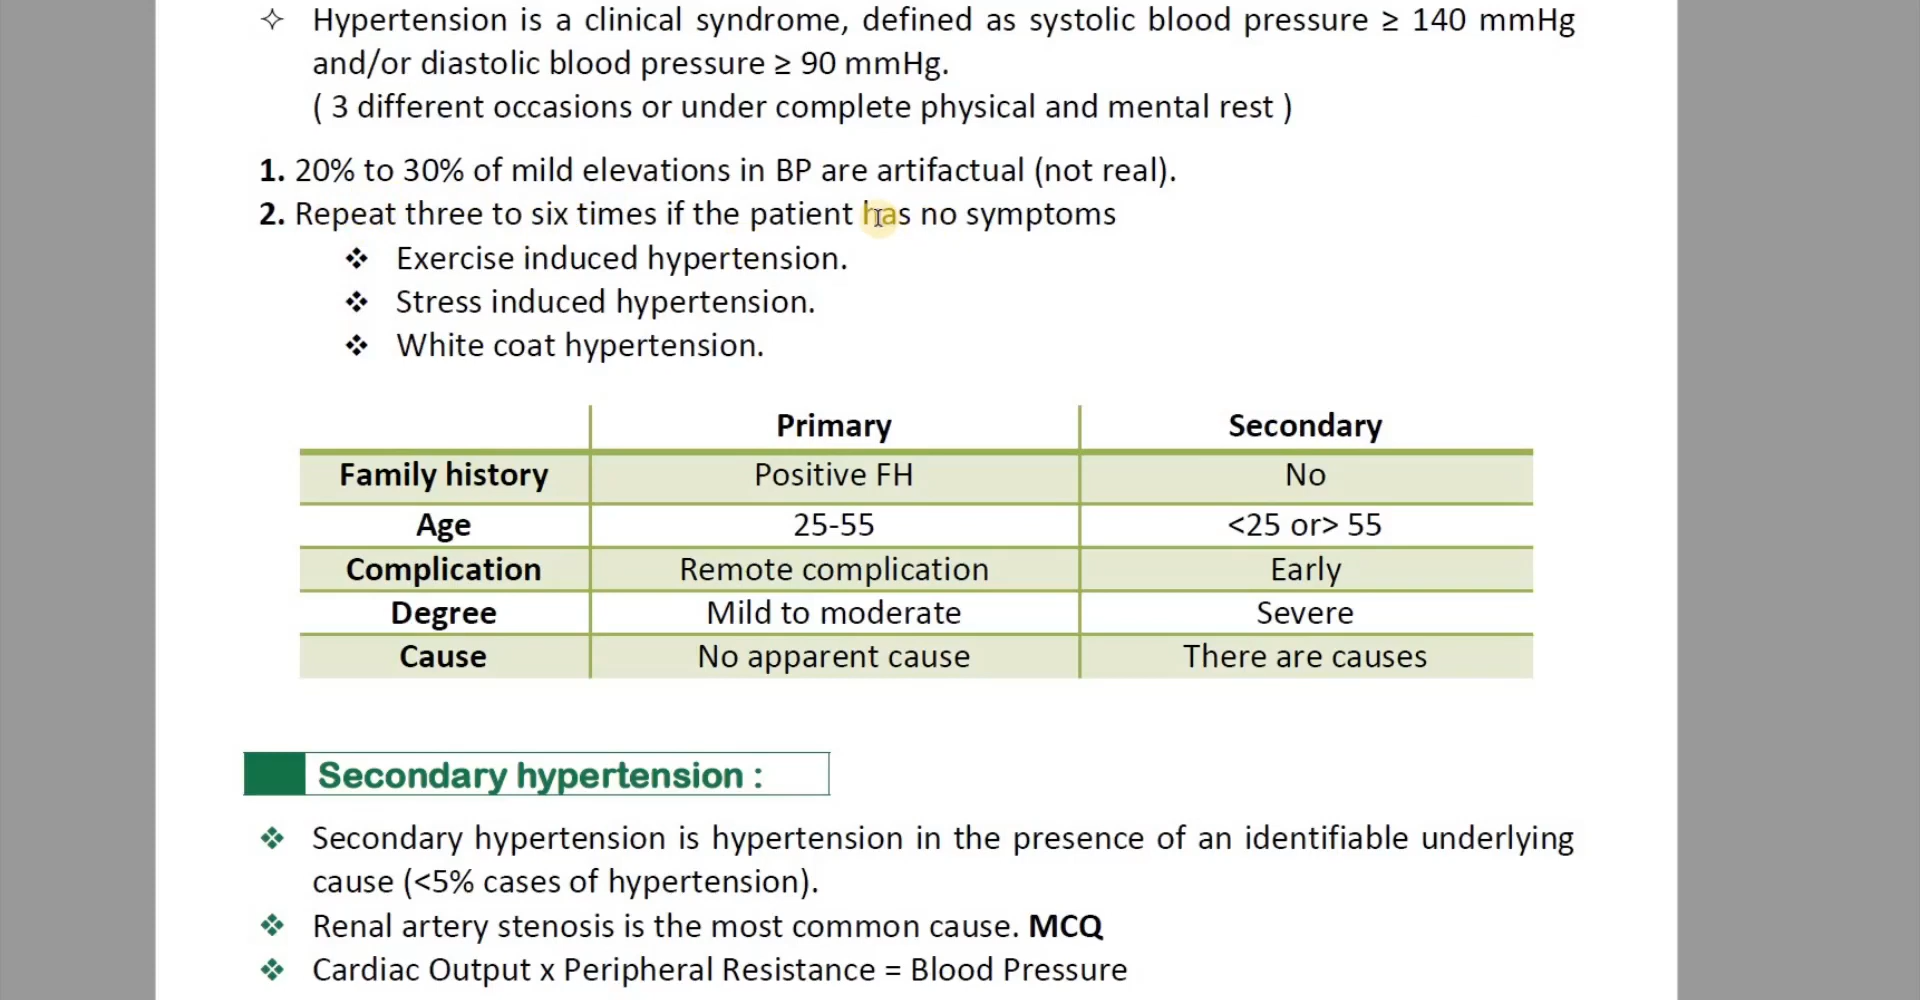 Hypertension is a clinical syndrome, defined as systolic blood pressure ≥ 140 mmHg
and/or diastolic blood pressure ≥ 90 mmHg.
( 3 different occasions or under complete physical and mental rest )
1. 20% to 30% of mild elevations in BP are artifactual (not real).
2. Repeat three to six times if the patient has no symptoms
❖ Exercise induced hypertension.
❖ Stress induced hypertension.
❖ White coat hypertension.
Primary Secondary
Family history Positive FH No
Age 25-55 <25 or> 55
Complication Remote complication Early
Degree Mild to moderate Severe
Cause No apparent cause There are causes
Secondary hypertension :
❖ Secondary hypertension is hypertension in the presence of an identifiable underlying
cause (<5% cases of hypertension).
❖ Renal artery stenosis is the most common cause. MCQ
❖ Cardiac Output x Peripheral Resistance = Blood Pressure